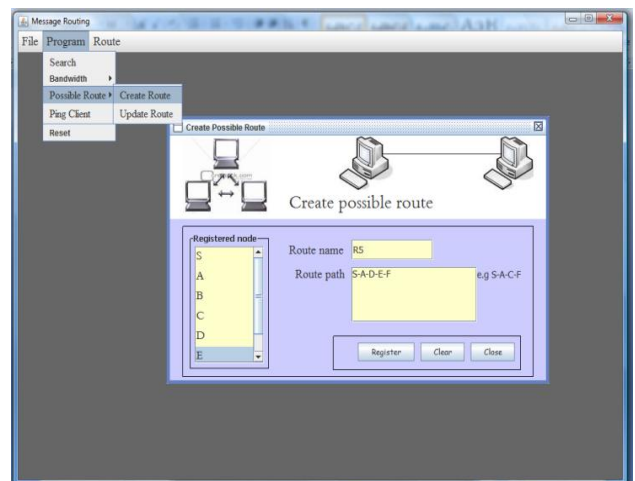 Message Routing
File Program Route
Search
Bandwidth
Possible Route
Create Route
Ping Client
Update Route
Reset
Create Possible Route
Create possible route
Registered node
S
A
B
C
D
E
Route name RS
Route path S-A-D-E-F e.g S-A-C-F
Register Clear Close